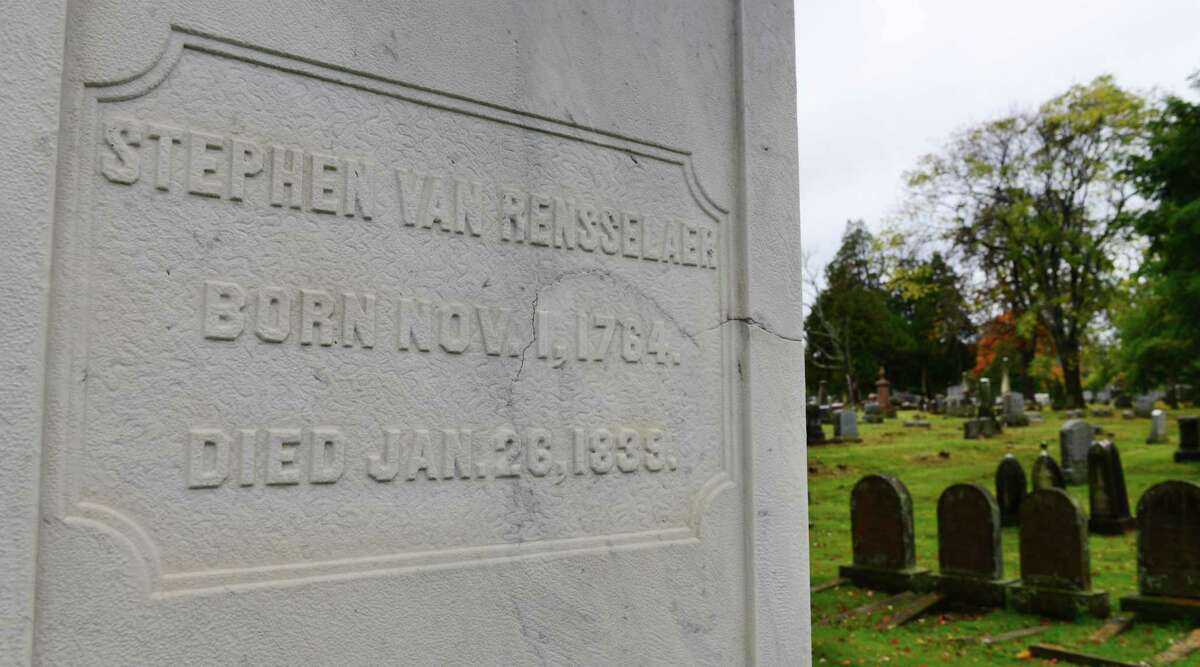 STEPHEN VAN RENSSELAER
BORN NOV. 1, 1764.
DIED JAN. 26, 1839.